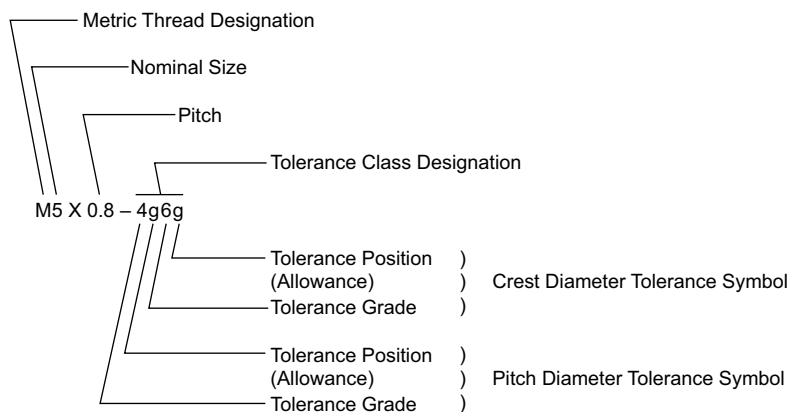 Metric Thread Designation
Nominal Size
Pitch
Tolerance Class Designation
M5 X 0.8 – 4g6g
Tolerance Position )
(Allowance) ) Crest Diameter Tolerance Symbol
Tolerance Grade )
Tolerance Position )
(Allowance) ) Pitch Diameter Tolerance Symbol
Tolerance Grade )